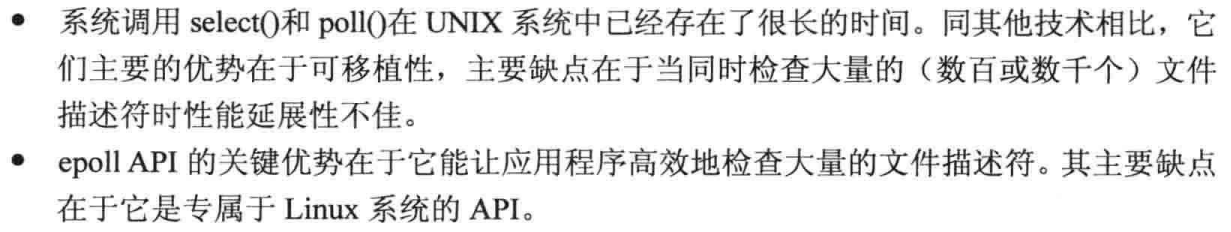 ● 系统调用 select()和 poll()在 UNIX 系统中已经存在了很长的时间。同其他技术相比，它
们主要的优势在于可移植性，主要缺点在于当同时检查大量的（数百或数千个）文件
描述符时性能延展性不佳。
● epoll API 的关键优势在于它能让应用程序高效地检查大量的文件描述符。其主要缺点
在于它是专属于 Linux 系统的 API。